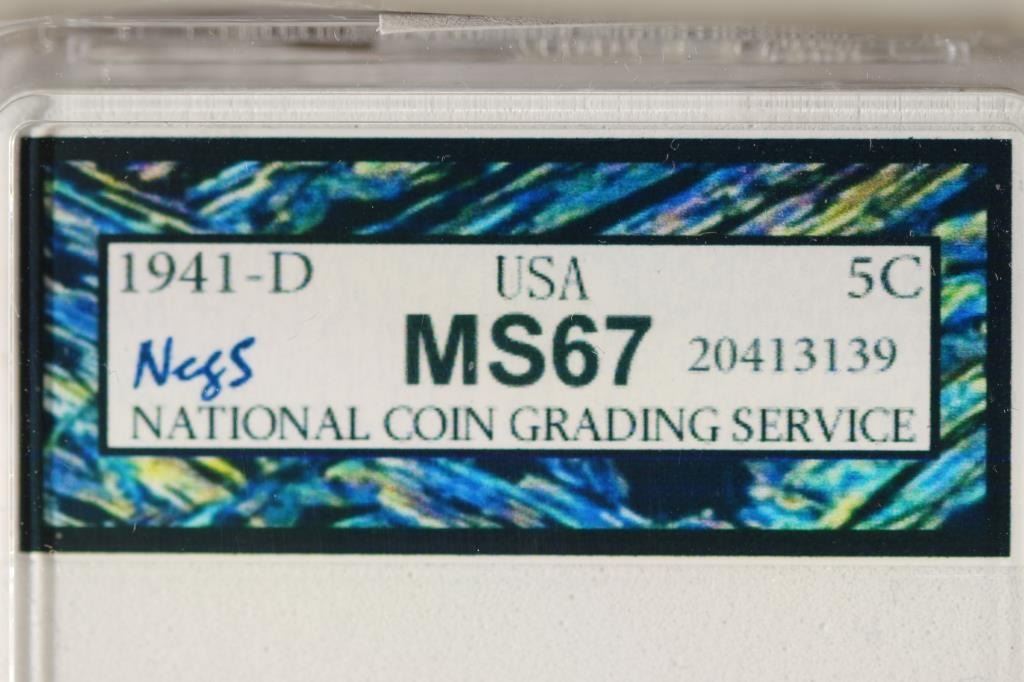 1941-D USA 5C
NcgS MS67 20413139
NATIONAL COIN GRADING SERVICE